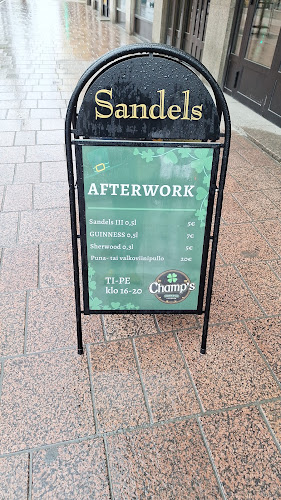 Sandels
AFTERWORK
Sandels III 0,5l 5€
GUINNESS 0,5l 7€
Sherwood 0,5l 5€
Puna- tai valkoviinipullo 20€
TI-PE
klo 16-20
Champ's